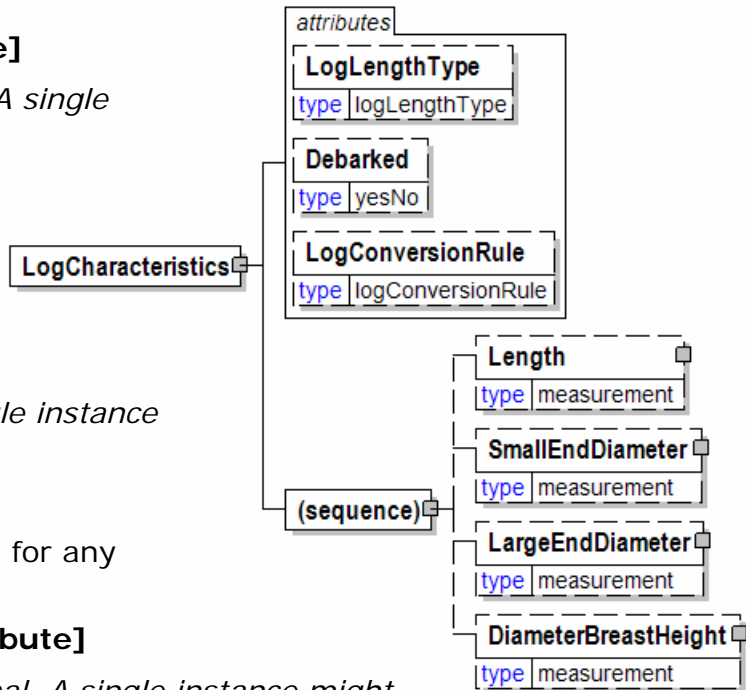 e]
A single
le instance
for any
bute]
nal. A single instance might
attributes
LogLengthType
type logLengthType
Debarked
type yesNo
LogConversionRule
type logConversionRule
LogCharacteristics
(sequence)
Length
type measurement
SmallEndDiameter
type measurement
LargeEndDiameter
type measurement
DiameterBreastHeight
type measurement